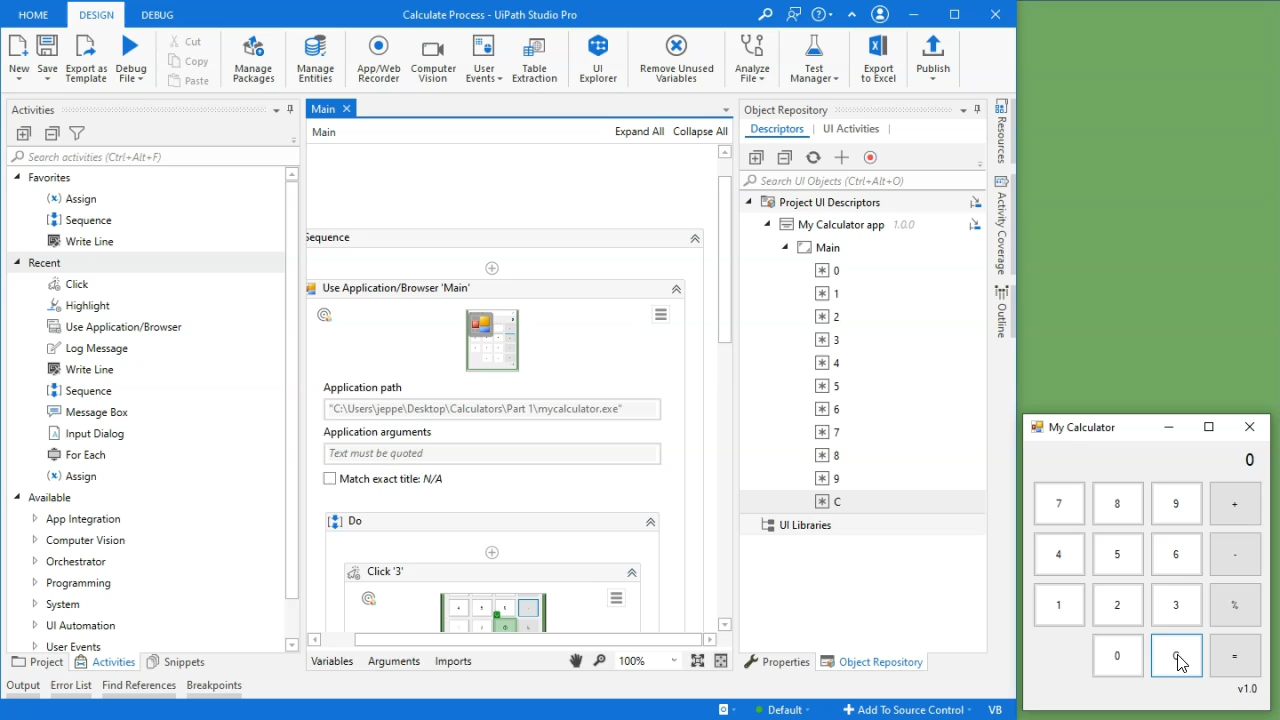 HOME DESIGN DEBUG Calculate Process - UiPath Studio Pro
New Save Export as Template Debug File Cut Copy Paste Manage Packages Manage Entities App/Web Recorder Computer Vision User Events Table Extraction UI Explorer Remove Unused Variables Analyze File Test Manager Export to Excel Publish
Activities
Search activities (Ctrl+Alt+F)
Favorites
Assign
Sequence
Write Line
Recent
Click
Highlight
Use Application/Browser
Log Message
Write Line
Sequence
Message Box
Input Dialog
For Each
Assign
Available
App Integration
Computer Vision
Orchestrator
Programming
System
UI Automation
User Events
Project Activities Snippets
Main
Main Expand All Collapse All
Sequence
Use Application/Browser 'Main'
Application path
"C:\Users\jeppe\Desktop\Calculators\Part 1\mycalculator.exe"
Application arguments
Text must be quoted
Match exact title: N/A
Do
Click '3'
Variables Arguments Imports 100%
Object Repository
Descriptors UI Activities
Search UI Objects (Ctrl+Alt+O)
Project UI Descriptors
My Calculator app 1.0.0
Main
0
1
2
3
4
5
6
7
8
9
C
UI Libraries
Properties Object Repository
Resources
Activity Coverage
Outline
Output Error List Find References Breakpoints
Default Add To Source Control VB
My Calculator
0
7 8 9 +
4 5 6 -
1 2 3 %
0 =
v1.0